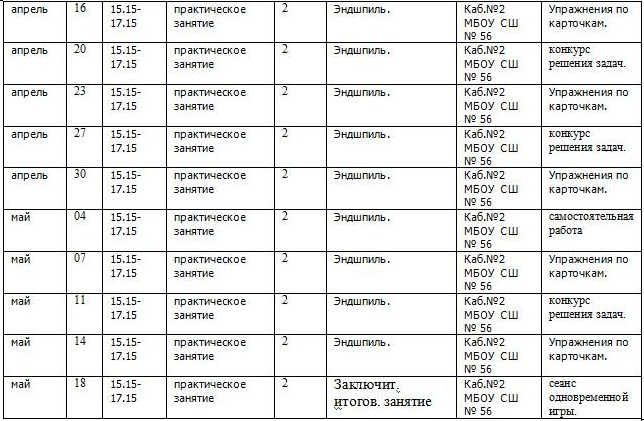 апрель 16 15.15- практическое 2 Эндшпиль. Каб.№2 Упражнения по
17.15 занятие МБОУ СШ карточкам.
№ 56
апрель 20 15.15- практическое 2 Эндшпиль. Каб.№2 конкурс
17.15 занятие МБОУ СШ решения задач.
№ 56
апрель 23 15.15- практическое 2 Эндшпиль. Каб.№2 Упражнения по
17.15 занятие МБОУ СШ карточкам.
№ 56
апрель 27 15.15- практическое 2 Эндшпиль. Каб.№2 конкурс
17.15 занятие МБОУ СШ решения задач.
№ 56
апрель 30 15.15- практическое 2 Эндшпиль. Каб.№2 Упражнения по
17.15 занятие МБОУ СШ карточкам.
№ 56
май 04 15.15- практическое 2 Эндшпиль. Каб.№2 самостоятельная
17.15 занятие МБОУ СШ работа
№ 56
май 07 15.15- практическое 2 Эндшпиль. Каб.№2 Упражнения по
17.15 занятие МБОУ СШ карточкам.
№ 56
май 11 15.15- практическое 2 Эндшпиль. Каб.№2 конкурс
17.15 занятие МБОУ СШ решения задач.
№ 56
май 14 15.15- практическое 2 Эндшпиль. Каб.№2 Упражнения по
17.15 занятие МБОУ СШ карточкам.
№ 56
май 18 15.15- практическое 2 Заключит. Каб.№2 сеанс
17.15 занятие итогов. занятие МБОУ СШ одновременной
№ 56 игры.